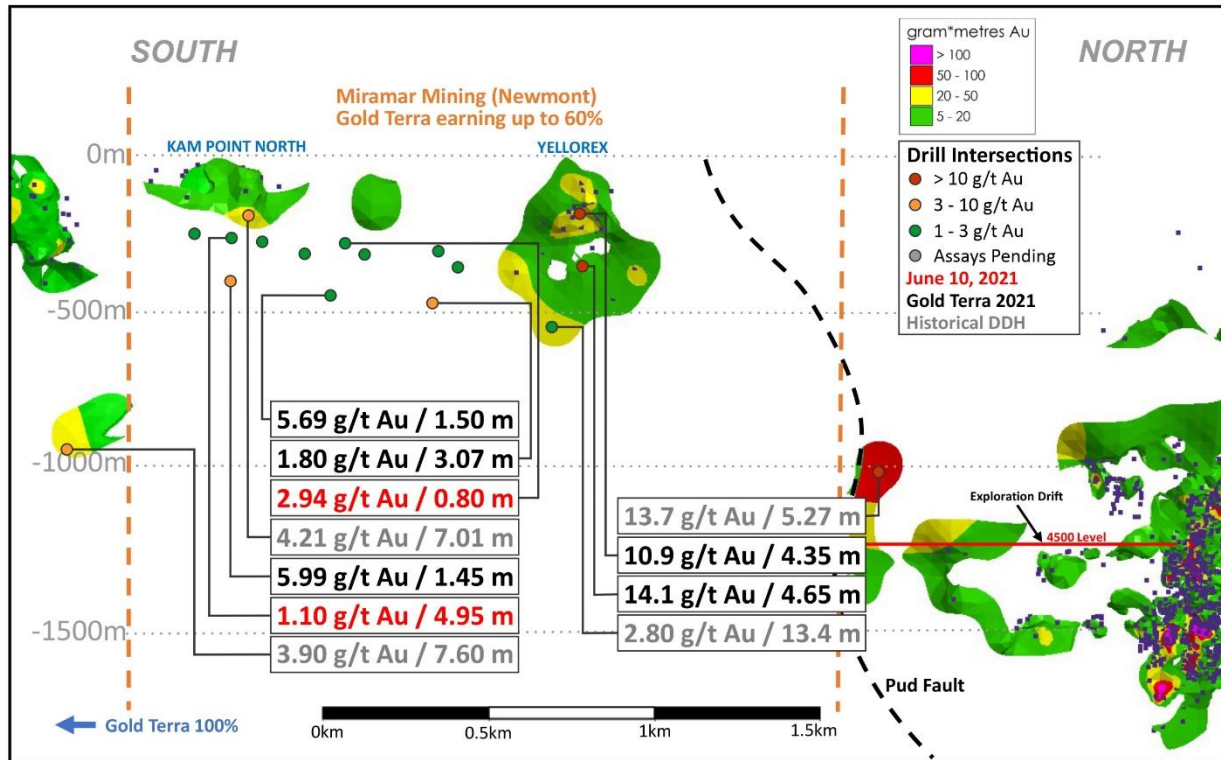 SOUTH
NORTH
Miramar Mining (Newmont)
Gold Terra earning up to 60%
KAM POINT NORTH
YELLOREX
gram*metres Au
> 100
50 - 100
20 - 50
5 - 20
Drill Intersections
> 10 g/t Au
3 - 10 g/t Au
1 - 3 g/t Au
Assays Pending
June 10, 2021
Gold Terra 2021
Historical DDH
0m
-500m
-1000m
-1500m
5.69 g/t Au / 1.50 m
1.80 g/t Au / 3.07 m
2.94 g/t Au / 0.80 m
4.21 g/t Au / 7.01 m
5.99 g/t Au / 1.45 m
1.10 g/t Au / 4.95 m
3.90 g/t Au / 7.60 m
13.7 g/t Au / 5.27 m
10.9 g/t Au / 4.35 m
14.1 g/t Au / 4.65 m
2.80 g/t Au / 13.4 m
Exploration Drift
4500 Level
Pud Fault
Gold Terra 100%
0km
0.5km
1km
1.5km